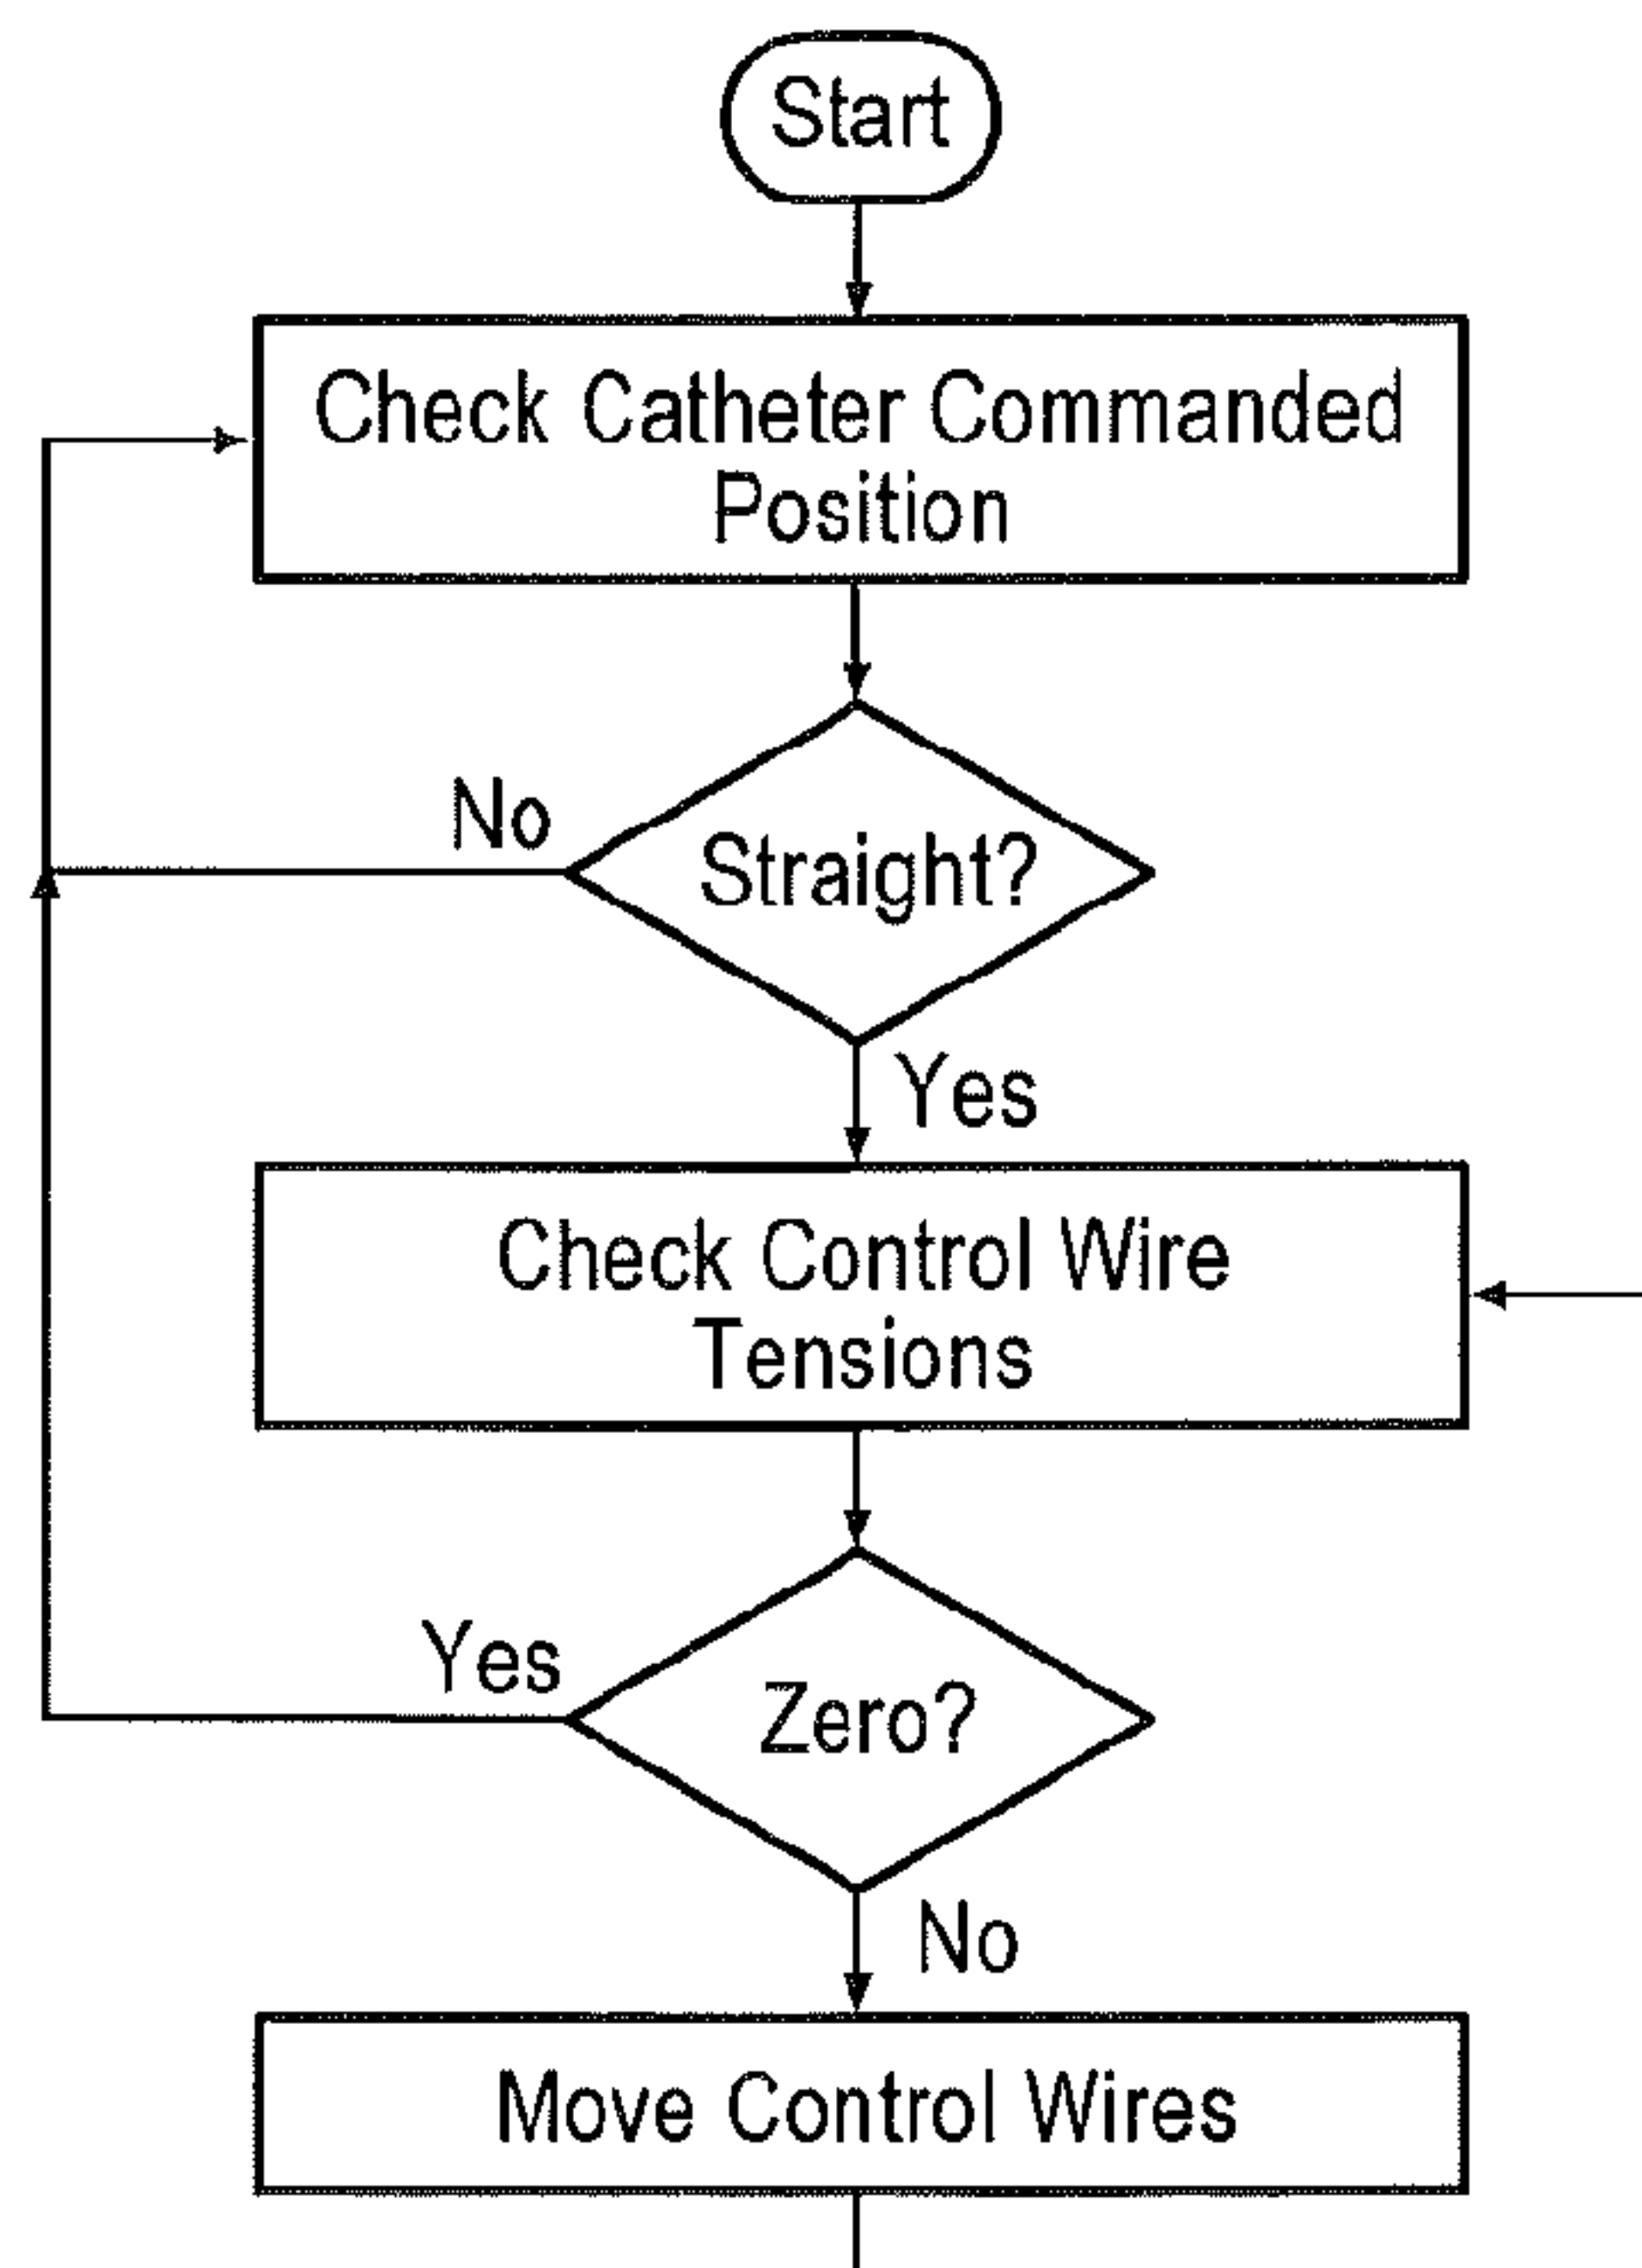 Start
Check Catheter Commanded
Position
No
Straight?
Yes
Check Control Wire
Tensions
Yes
Zero?
No
Move Control Wires